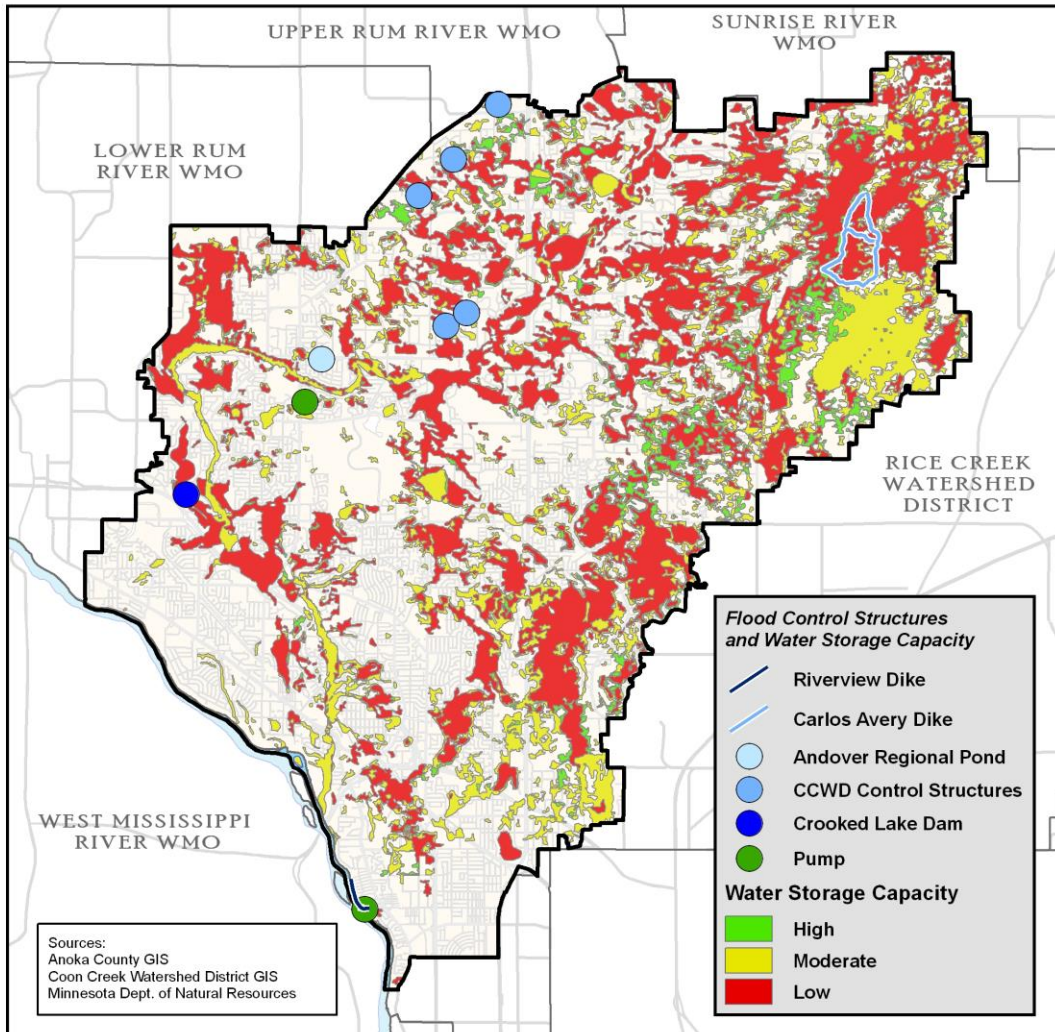 UPPER RUM RIVER WMO
SUNRISE RIVER
WMO
LOWER RUM
RIVER WMO
RICE CREEK
WATERSHED
DISTRICT
WEST MISSISSIPPI
RIVER WMO
Flood Control Structures
and Water Storage Capacity
Riverview Dike
Carlos Avery Dike
Andover Regional Pond
CCWD Control Structures
Crooked Lake Dam
Pump
Water Storage Capacity
High
Moderate
Low
Sources:
Anoka County GIS
Coon Creek Watershed District GIS
Minnesota Dept. of Natural Resources